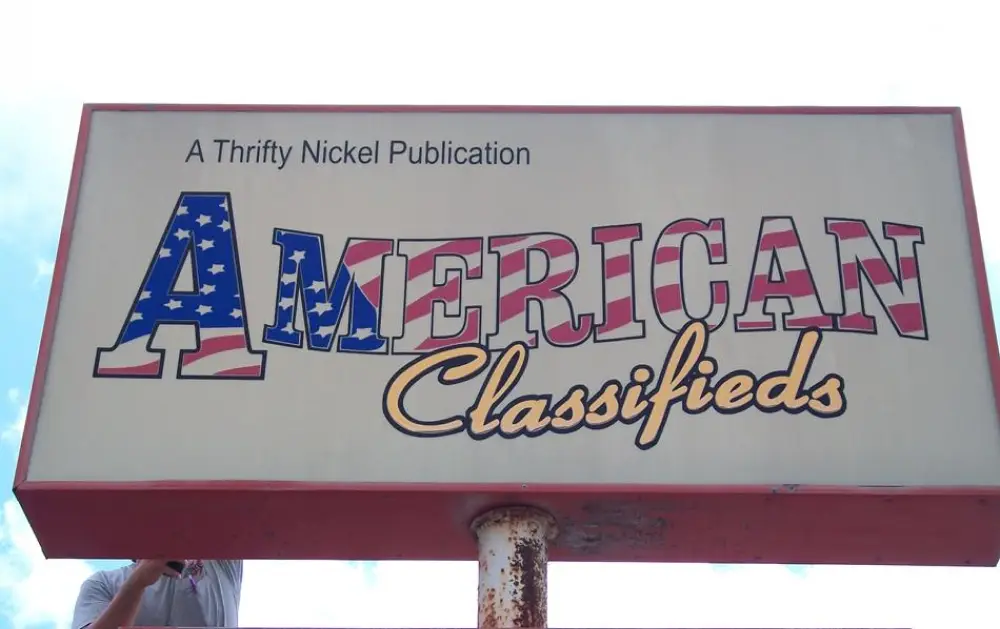 A Thrifty Nickel Publication
AMERICAN
Classifieds